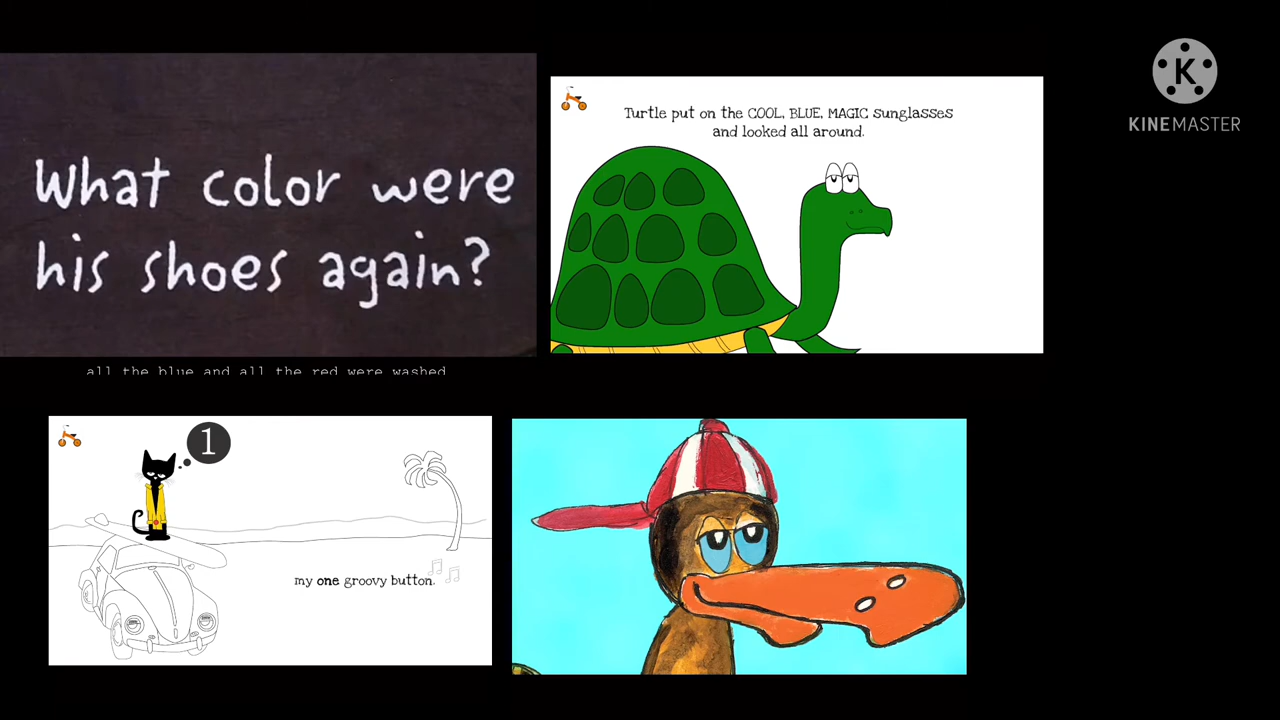 What color were
his shoes again?
Turtle put on the COOL, BLUE, MAGIC sunglasses
and looked all around.
K
KINEMASTER
all the blue and all the red were washed
1
my one groovy button.